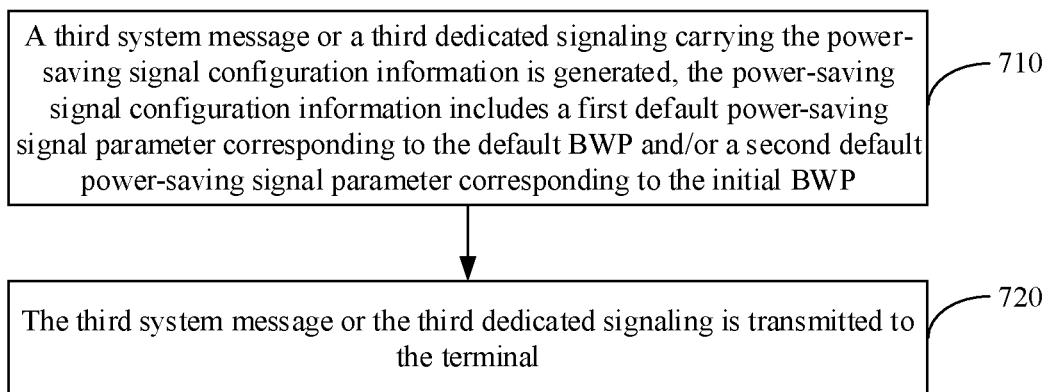 A third system message or a third dedicated signaling carrying the power-
saving signal configuration information is generated, the power-saving
signal configuration information includes a first default power-saving
signal parameter corresponding to the default BWP and/or a second default
power-saving signal parameter corresponding to the initial BWP
710
The third system message or the third dedicated signaling is transmitted to
the terminal
720